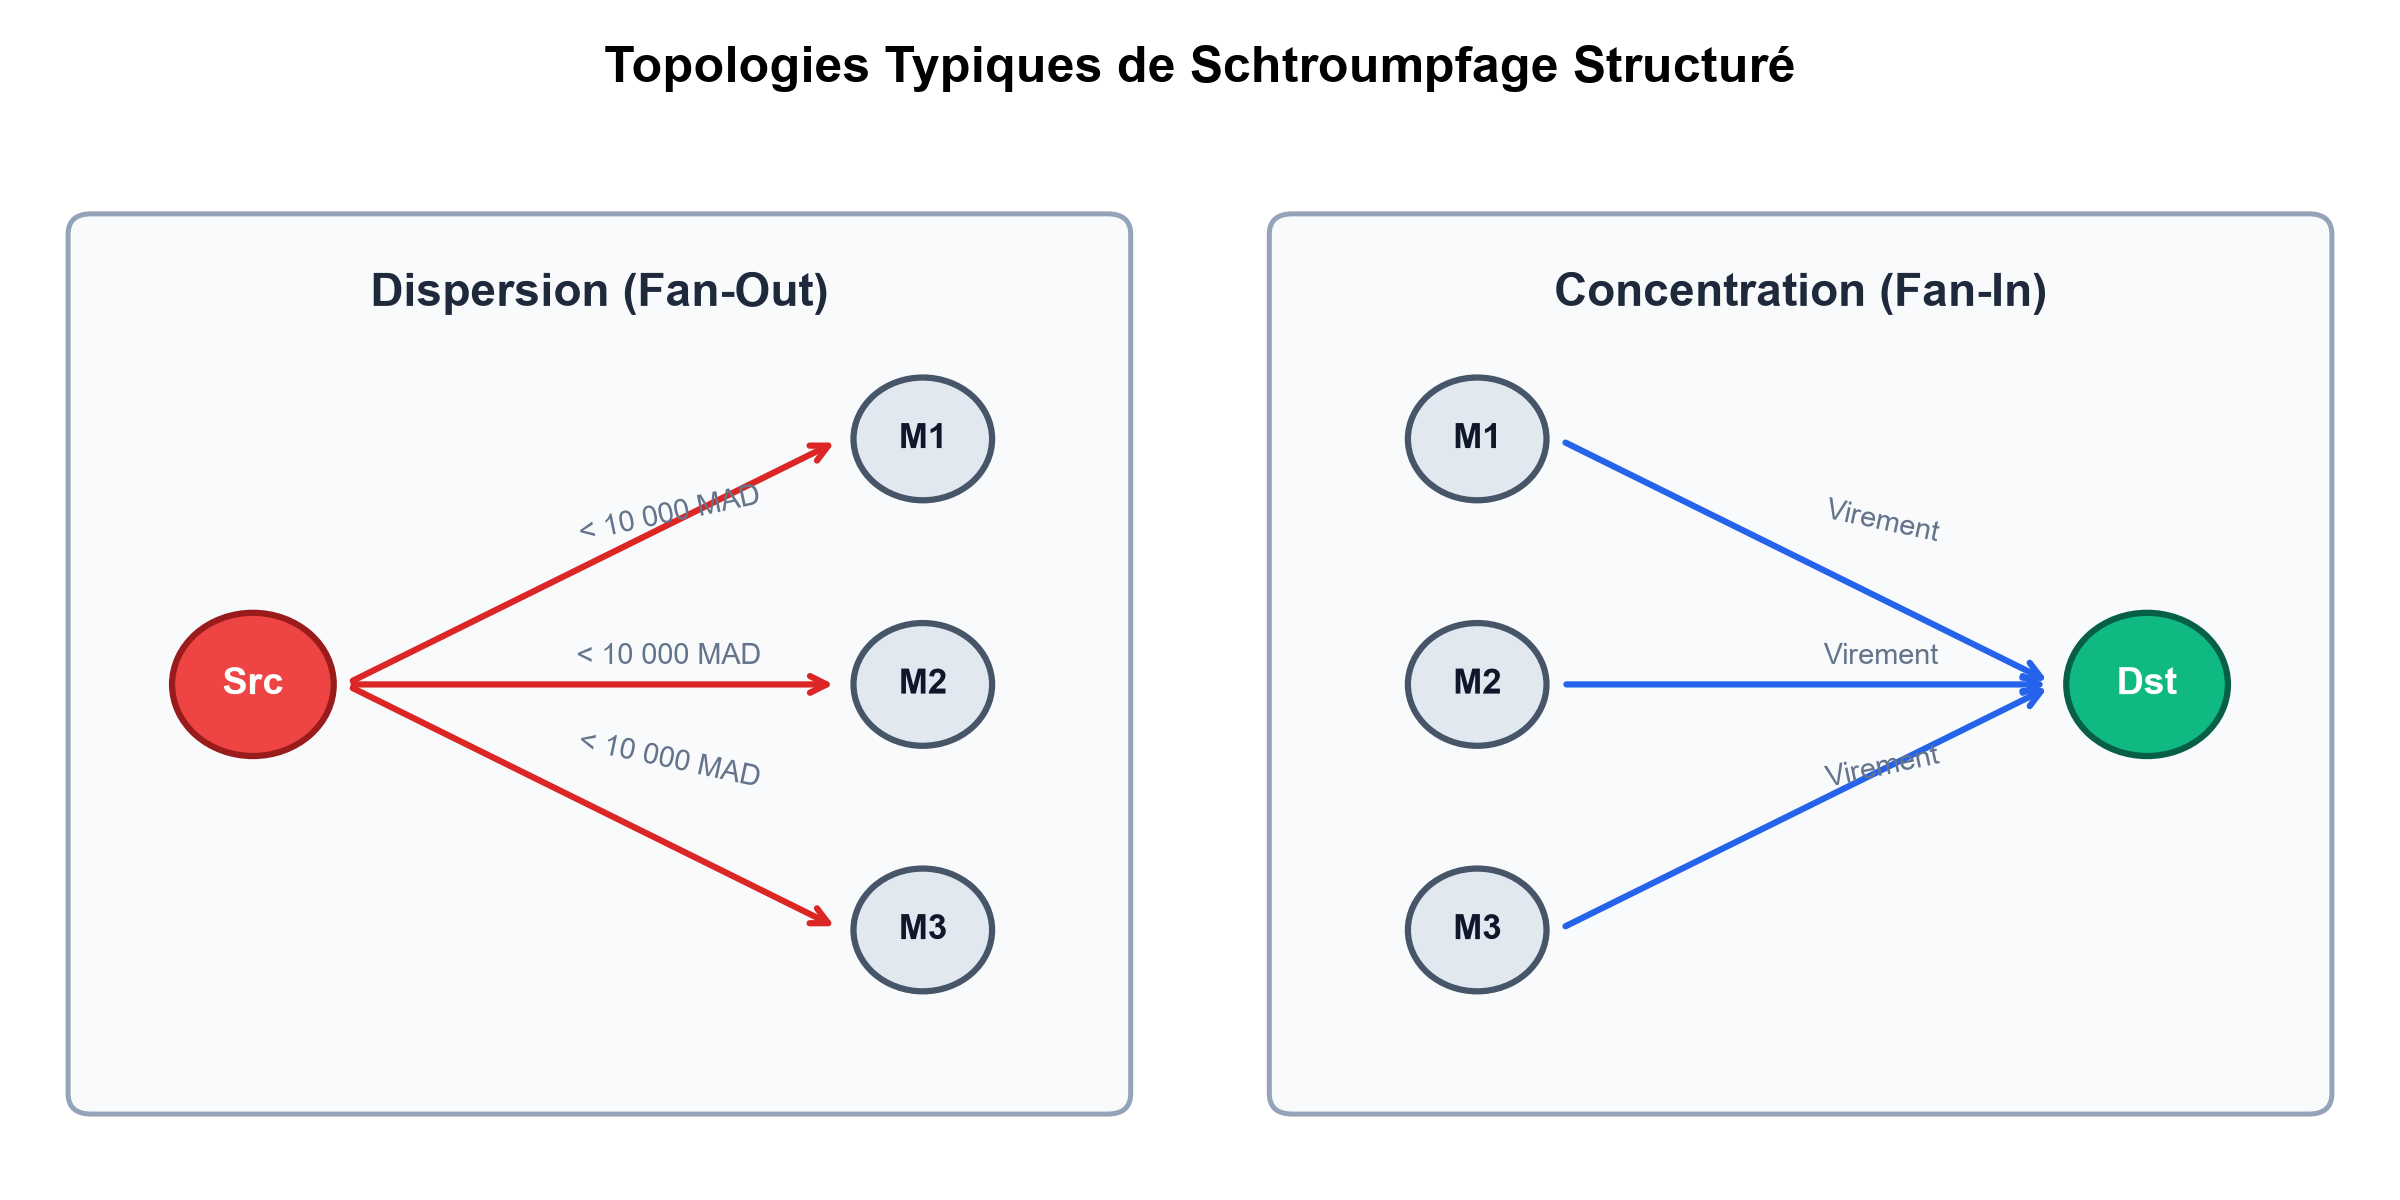 Topologies Typiques de Schtroumpfage Structuré
Dispersion (Fan-Out)
M1
< 10 000 MAD
Src
< 10 000 MAD
M2
< 10 000 MAD
M3
Concentration (Fan-In)
M1
Virement
M2
Virement
Dst
Virement
M3